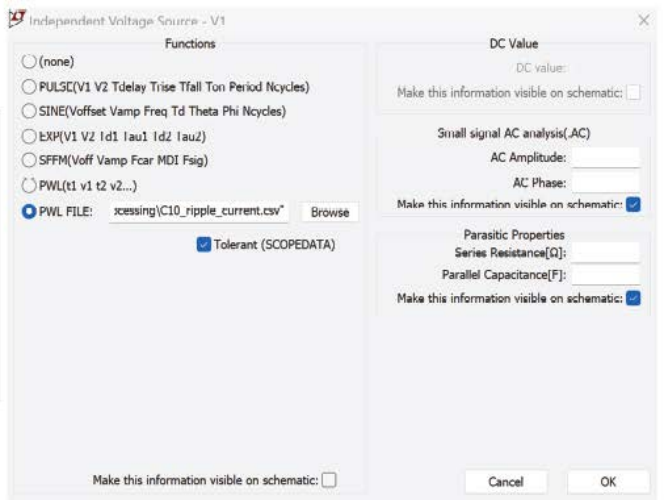 Independent Voltage Source - V1
Functions
(none)
PULSE(V1 V2 Tdelay Trise Tfall Ton Period Ncycles)
SINE(Voffset Vamp Freq Td Theta Phi Ncycles)
EXP(V1 V2 Td1 Tau1 Td2 Tau2)
SFFM(Voff Vamp Fcar MDI Fsig)
PWL(t1 v1 t2 v2...)
PWL FILE: xcessing\C10_ripple_current.csv" Browse
Tolerant (SCOPEDATA)
Make this information visible on schematic:
DC Value
DC value:
Make this information visible on schematic:
Small signal AC analysis(.AC)
AC Amplitude:
AC Phase:
Make this information visible on schematic:
Parasitic Properties
Series Resistance[Ω]:
Parallel Capacitance[F]:
Make this information visible on schematic:
Cancel OK